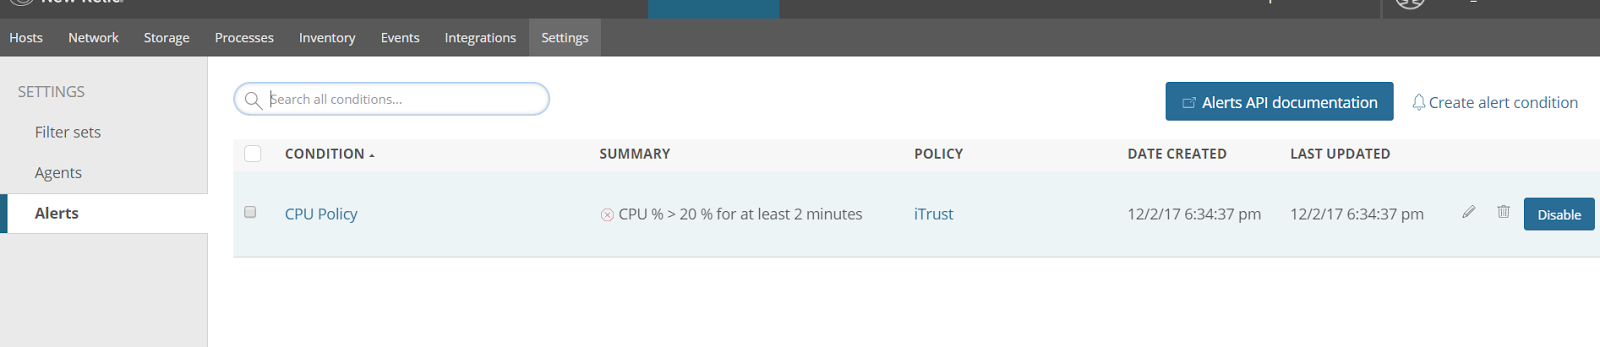 New Relic
Hosts Network Storage Processes Inventory Events Integrations Settings
SETTINGS
Filter sets
Agents
Alerts
Search all conditions...
Alerts API documentation
Create alert condition
CONDITION SUMMARY POLICY DATE CREATED LAST UPDATED
CPU Policy CPU % > 20 % for at least 2 minutes iTrust 12/2/17 6:34:37 pm 12/2/17 6:34:37 pm Disable